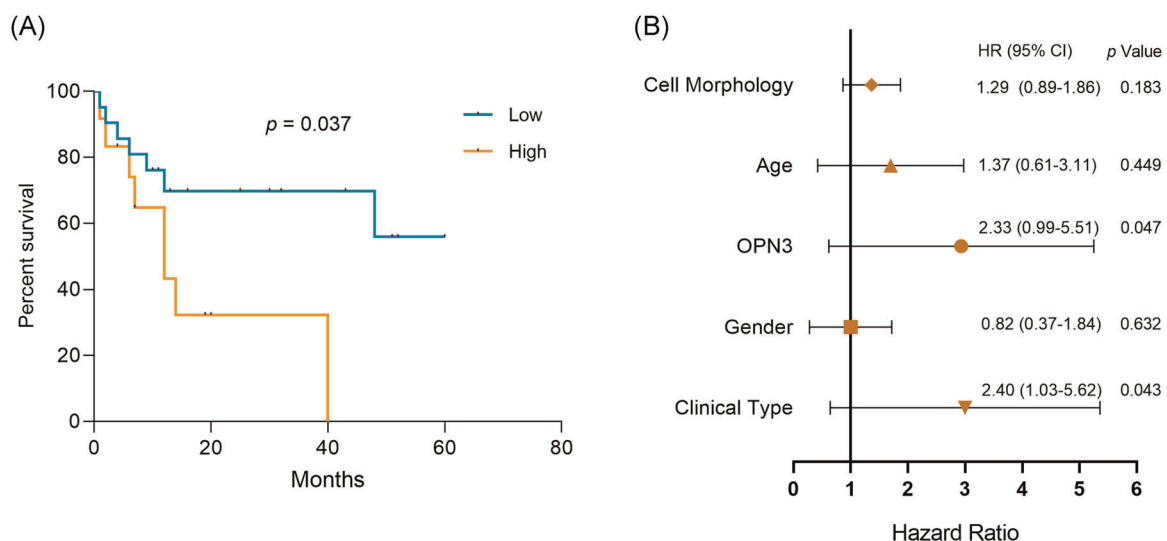 (A)
100
80
60
40
20
0
Percent survival
p = 0.037
Low
High
0 20 40 60 80
Months
(B)
HR (95% CI) p Value
Cell Morphology 1.29 (0.89-1.86) 0.183
Age 1.37 (0.61-3.11) 0.449
OPN3 2.33 (0.99-5.51) 0.047
Gender 0.82 (0.37-1.84) 0.632
Clinical Type 2.40 (1.03-5.62) 0.043
0 1 2 3 4 5 6
Hazard Ratio